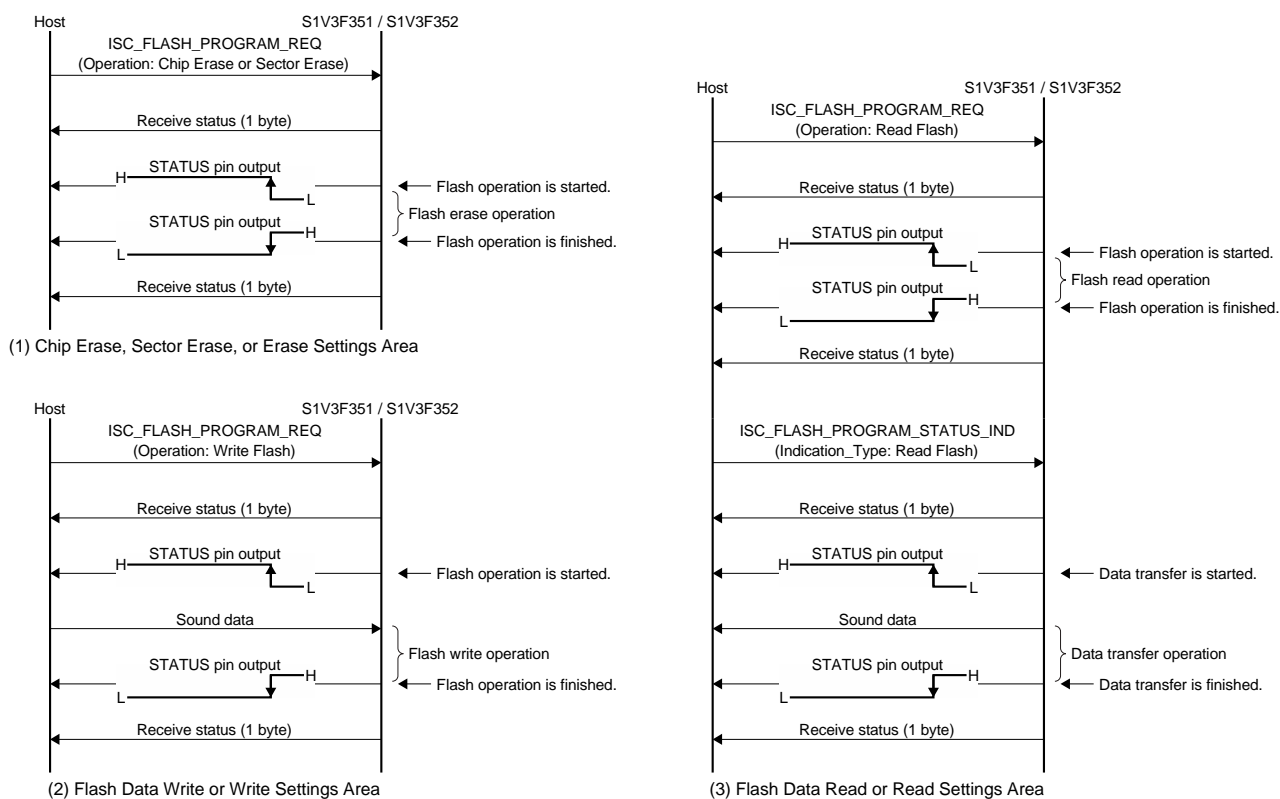 Host S1V3F351 / S1V3F352
ISC_FLASH_PROGRAM_REQ
(Operation: Chip Erase or Sector Erase)
Receive status (1 byte)
STATUS pin output
H
L
Flash operation is started.
Flash erase operation
STATUS pin output
H
L
Flash operation is finished.
Receive status (1 byte)
(1) Chip Erase, Sector Erase, or Erase Settings Area
Host S1V3F351 / S1V3F352
ISC_FLASH_PROGRAM_REQ
(Operation: Write Flash)
Receive status (1 byte)
STATUS pin output
H
L
Flash operation is started.
Sound data
Flash write operation
STATUS pin output
H
L
Flash operation is finished.
Receive status (1 byte)
(2) Flash Data Write or Write Settings Area
Host S1V3F351 / S1V3F352
ISC_FLASH_PROGRAM_REQ
(Operation: Read Flash)
Receive status (1 byte)
STATUS pin output
H
L
Flash operation is started.
Flash read operation
STATUS pin output
H
L
Flash operation is finished.
Receive status (1 byte)
ISC_FLASH_PROGRAM_STATUS_IND
(Indication_Type: Read Flash)
Receive status (1 byte)
STATUS pin output
H
L
Data transfer is started.
Sound data
Data transfer operation
STATUS pin output
H
L
Data transfer is finished.
Receive status (1 byte)
(3) Flash Data Read or Read Settings Area